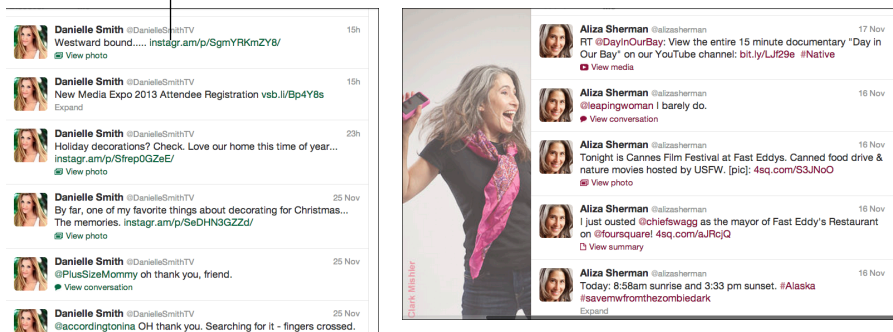 Danielle Smith @DanielleSmithTV 15h
Westward bound..... instagr.am/p/SgmYRKmZY8/
View photo
Danielle Smith @DanielleSmithTV 15h
New Media Expo 2013 Attendee Registration vsb.li/Bp4Y8s
Expand
Danielle Smith @DanielleSmithTV 23h
Holiday decorations? Check. Love our home this time of year...
instagr.am/p/Sfrep0GZeE/
View photo
Danielle Smith @DanielleSmithTV 25 Nov
By far, one of my favorite things about decorating for Christmas...
The memories. instagr.am/p/SeDHN3GZZd/
View photo
Danielle Smith @DanielleSmithTV 25 Nov
@PlusSizeMommy oh thank you, friend.
View conversation
Danielle Smith @DanielleSmithTV 25 Nov
@accordingtonina OH thank you. Searching for it - fingers crossed.
Clark Mishler
Aliza Sherman @alizasherman 17 Nov
RT @DayInOurBay: View the entire 15 minute documentary "Day in
Our Bay" on our YouTube channel: bit.ly/LJf29e #Native
View media
Aliza Sherman @alizasherman 16 Nov
@leapingwoman I barely do.
View conversation
Aliza Sherman @alizasherman 16 Nov
Tonight is Cannes Film Festival at Fast Eddys. Canned food drive &
nature movies hosted by USFW. [pic]: 4sq.com/S3JNoO
View photo
Aliza Sherman @alizasherman 16 Nov
I just ousted @chiefswagg as the mayor of Fast Eddy's Restaurant
on @foursquare! 4sq.com/aJRcjQ
View summary
Aliza Sherman @alizasherman 16 Nov
Today: 8:58am sunrise and 3:33 pm sunset. #Alaska
#savemwfromthezombiedark
Expand